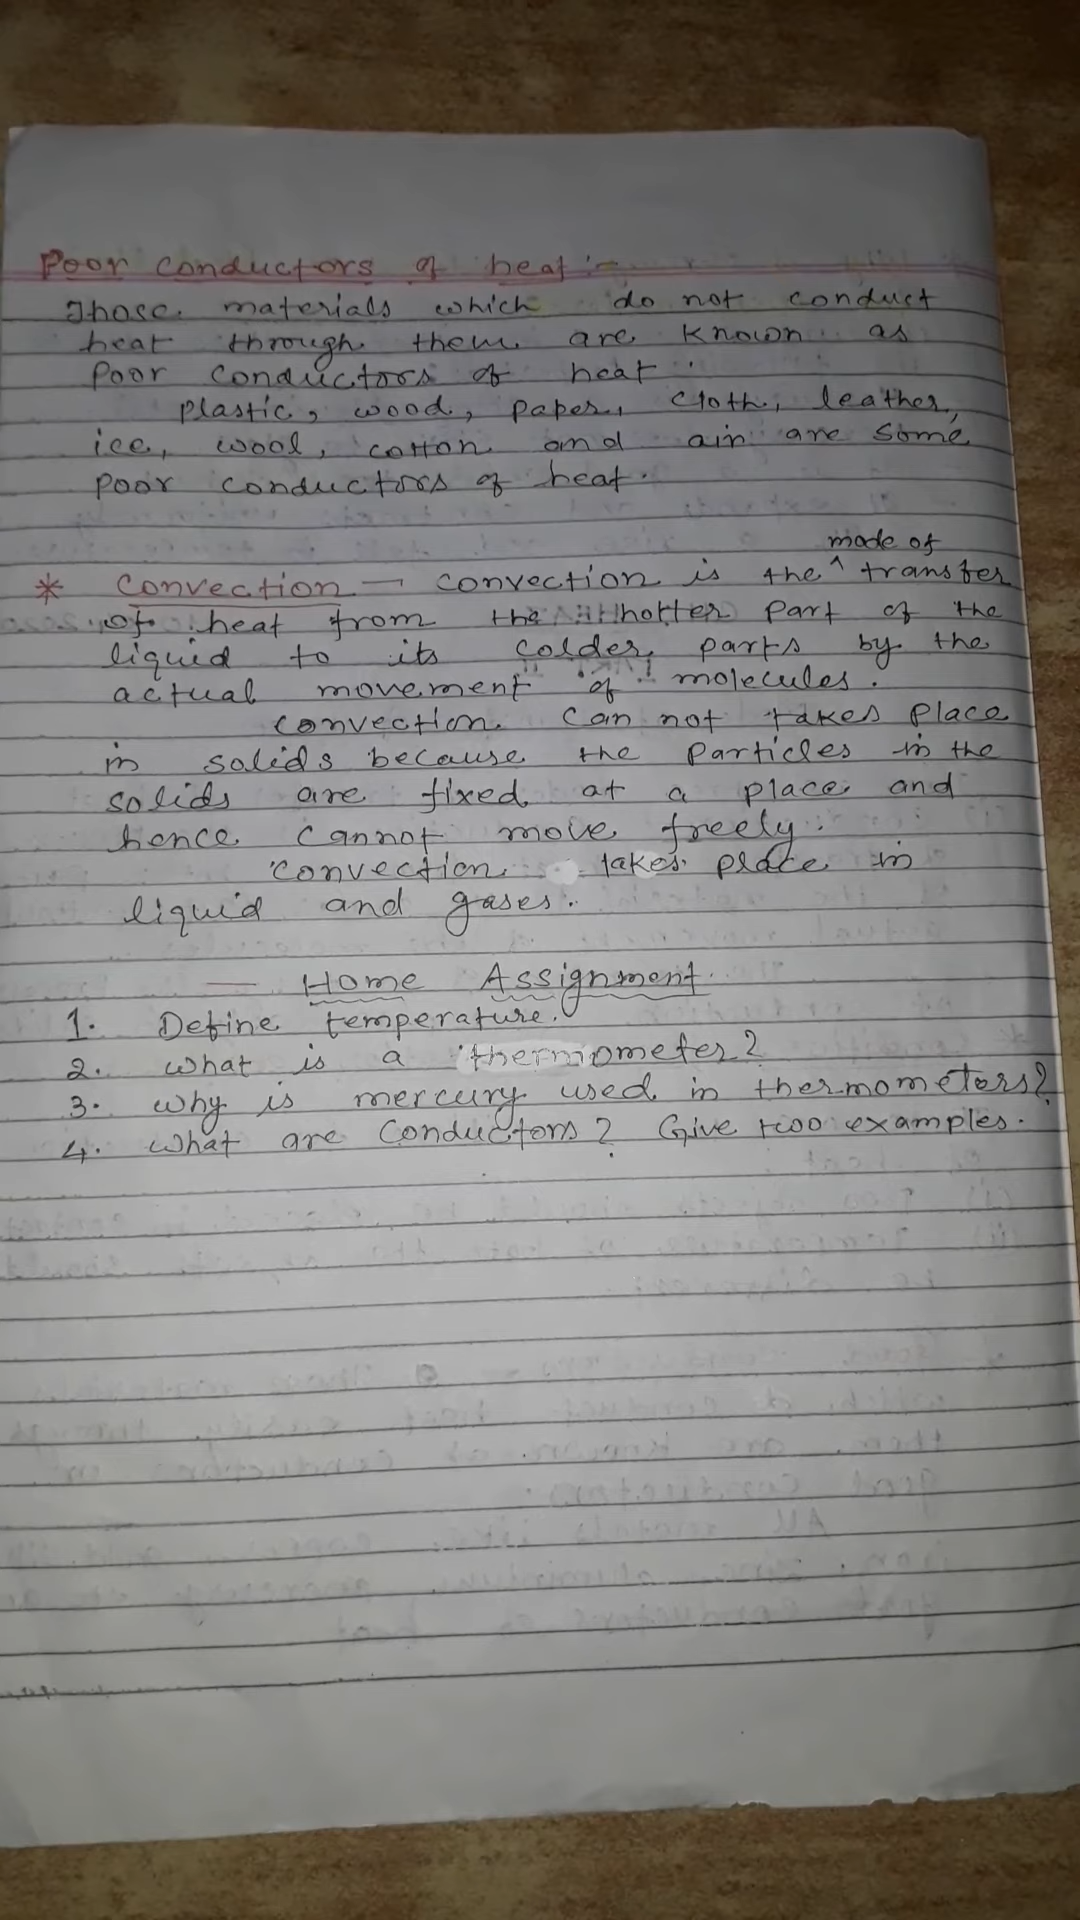 Poor conductors of heat :-
Those materials which do not conduct
heat through them are known as
Poor conductors of heat.
plastic, wood, paper, cloth, leather,
ice, wool, cotton and air are some
poor conductors of heat.
made of
* Convection - convection is the ^ transfer
of heat from the hotter part of the
liquid to its colder parts by the
actual movement of molecules.
convection can not takes place
in solids because the particles in the
solids are fixed at a place and
hence cannot move freely.
convection takes place in
liquid and gases.
— Home Assignment.
1. Define temperature.
2. what is a thermometer?
3. why is mercury used in thermometers?
4. what are conductors? Give two examples.